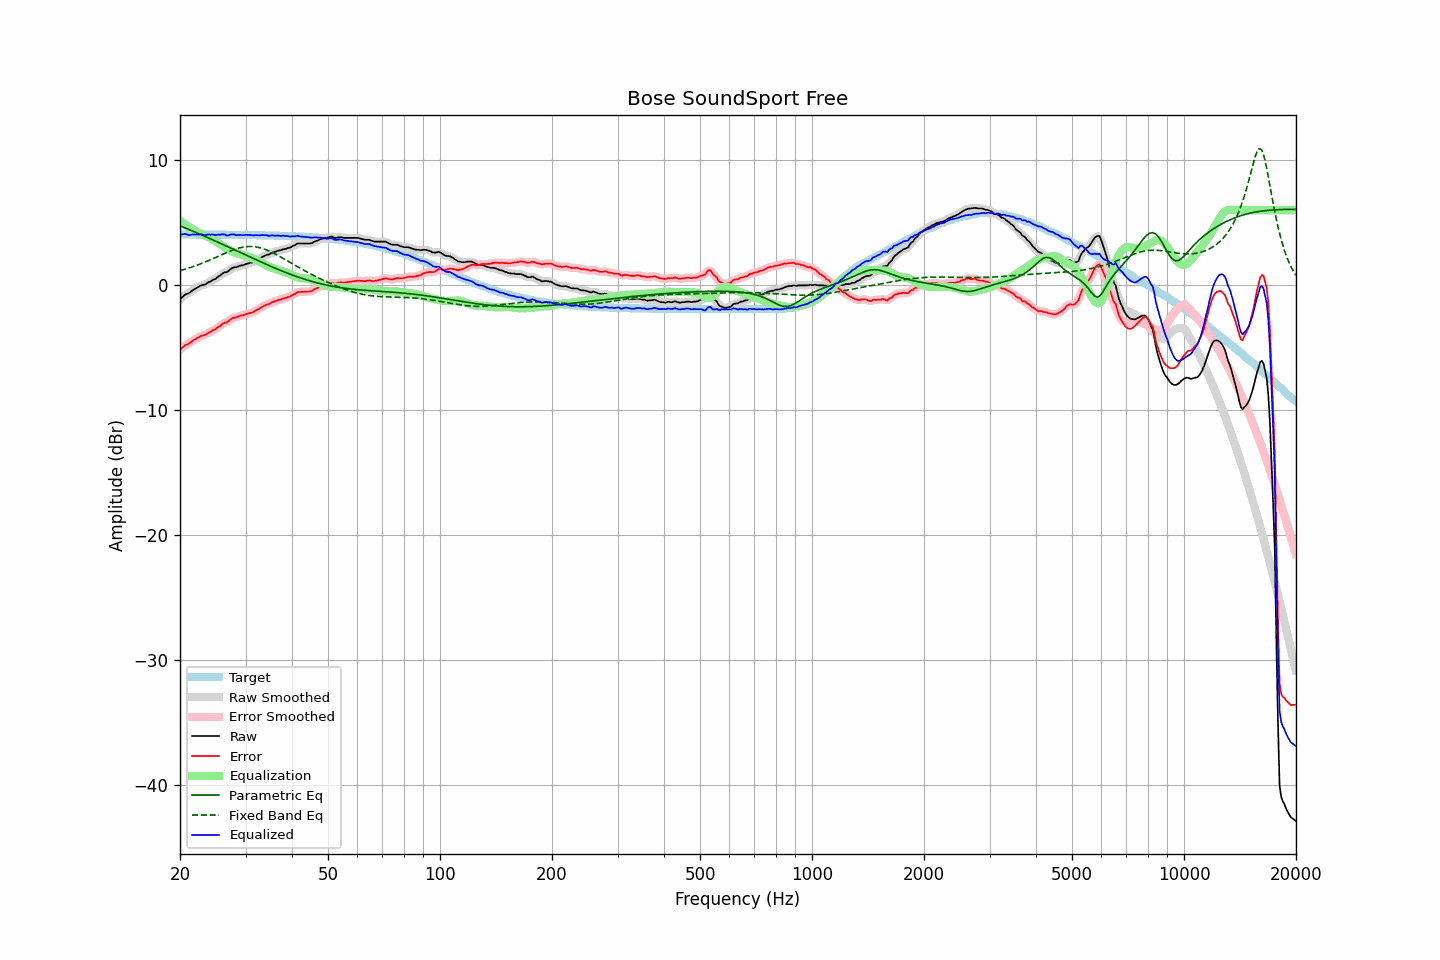 Bose SoundSport Free
Amplitude (dBr)
10
0
−10
−20
−30
−40
Target
Raw Smoothed
Error Smoothed
Raw
Error
Equalization
Parametric Eq
Fixed Band Eq
Equalized
20 50 100 200 500 1000 2000 5000 10000 20000
Frequency (Hz)